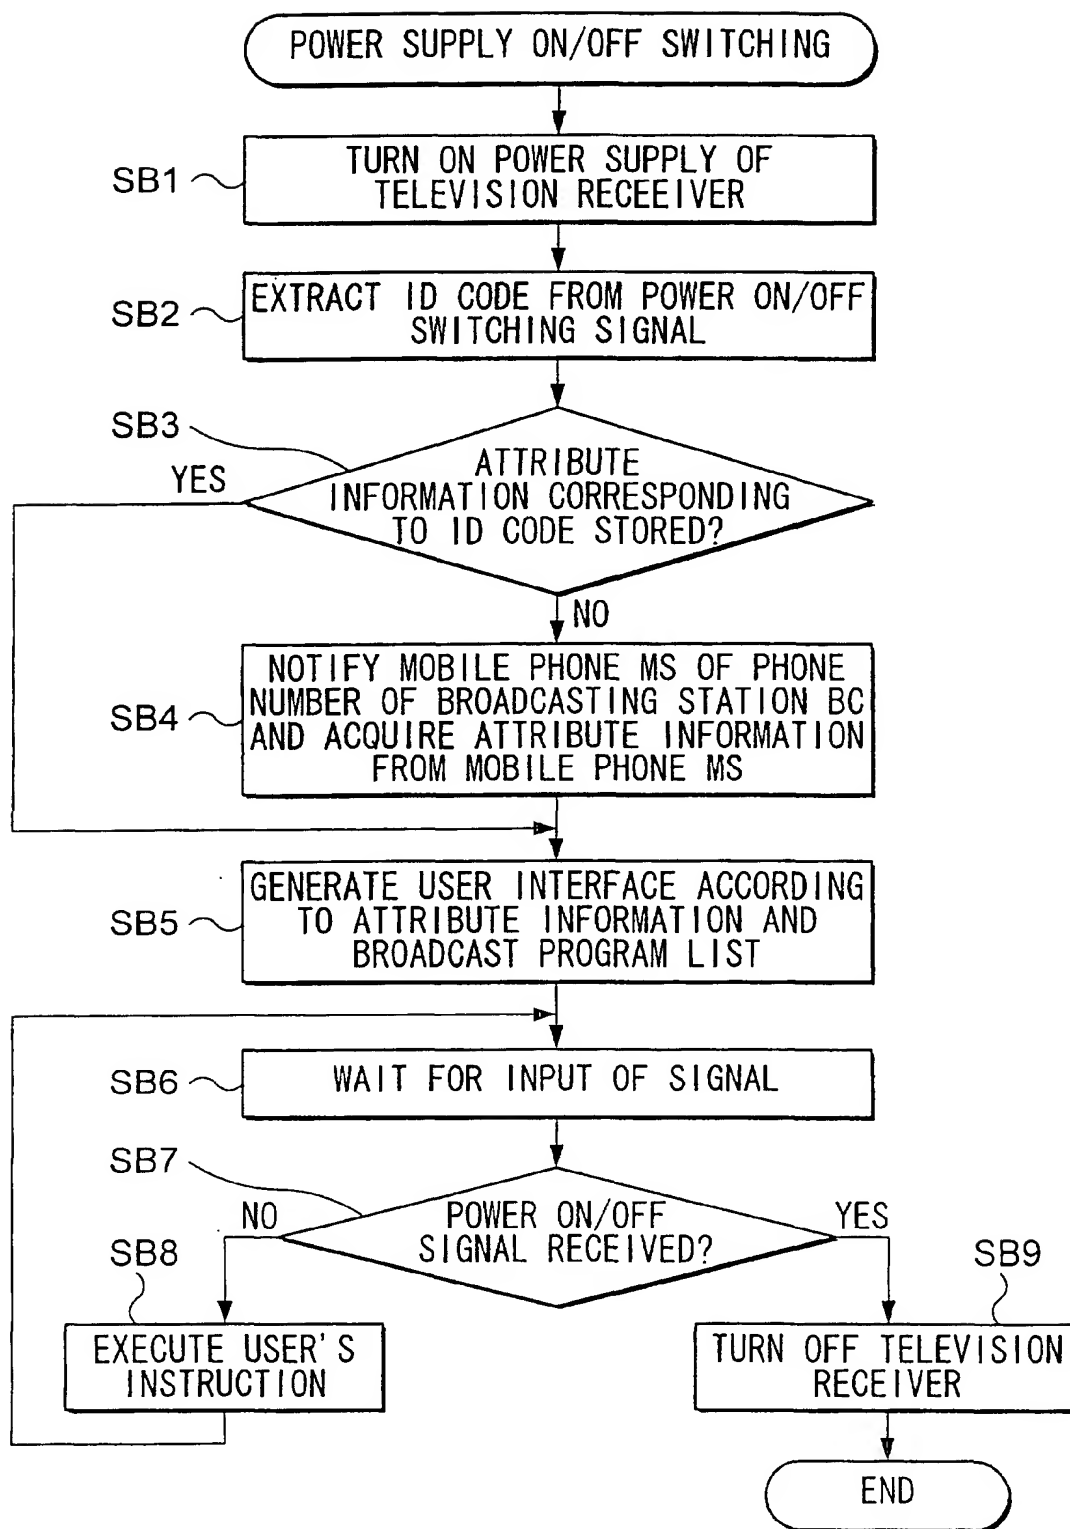 POWER SUPPLY ON/OFF SWITCHING
SB1
TURN ON POWER SUPPLY OF
TELEVISION RECEEIVER
SB2
EXTRACT ID CODE FROM POWER ON/OFF
SWITCHING SIGNAL
SB3
YES
ATTRIBUTE
INFORMATION CORRESPONDING
TO ID CODE STORED?
NO
SB4
NOTIFY MOBILE PHONE MS OF PHONE
NUMBER OF BROADCASTING STATION BC
AND ACQUIRE ATTRIBUTE INFORMATION
FROM MOBILE PHONE MS
SB5
GENERATE USER INTERFACE ACCORDING
TO ATTRIBUTE INFORMATION AND
BROADCAST PROGRAM LIST
SB6
WAIT FOR INPUT OF SIGNAL
SB7
NO
POWER ON/OFF
SIGNAL RECEIVED?
YES
SB8
EXECUTE USER'S
INSTRUCTION
SB9
TURN OFF TELEVISION
RECEIVER
END